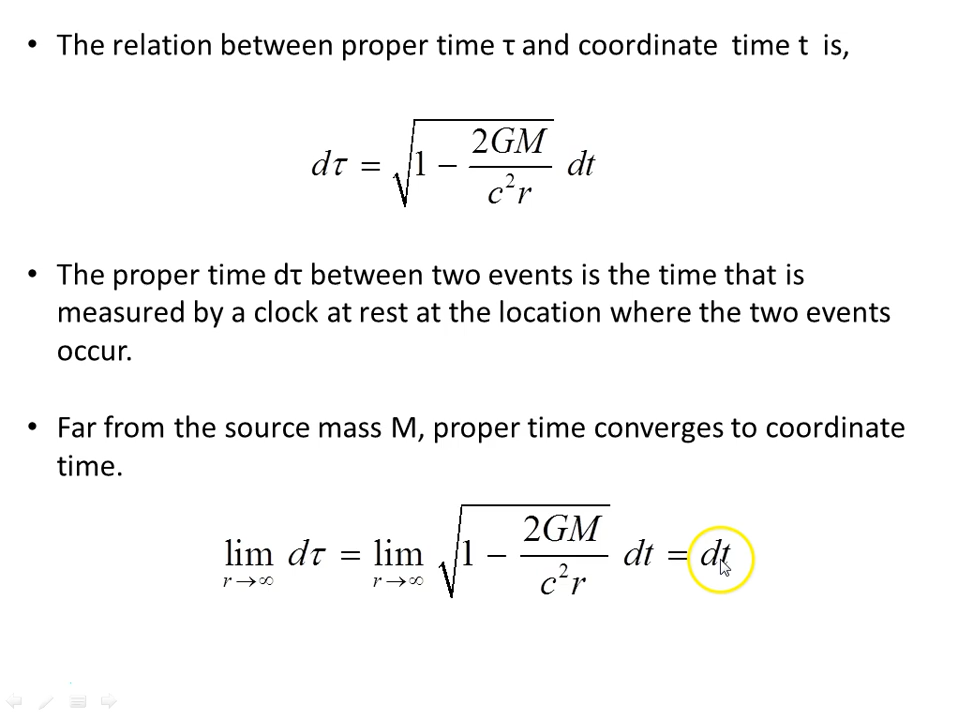 • The relation between proper time τ and coordinate time t is,
dτ = √(1 − 2GM/(c²r)) dt
• The proper time dτ between two events is the time that is
measured by a clock at rest at the location where the two events
occur.
• Far from the source mass M, proper time converges to coordinate
time.
lim r→∞ dτ = lim r→∞ √(1 − 2GM/(c²r)) dt = dt